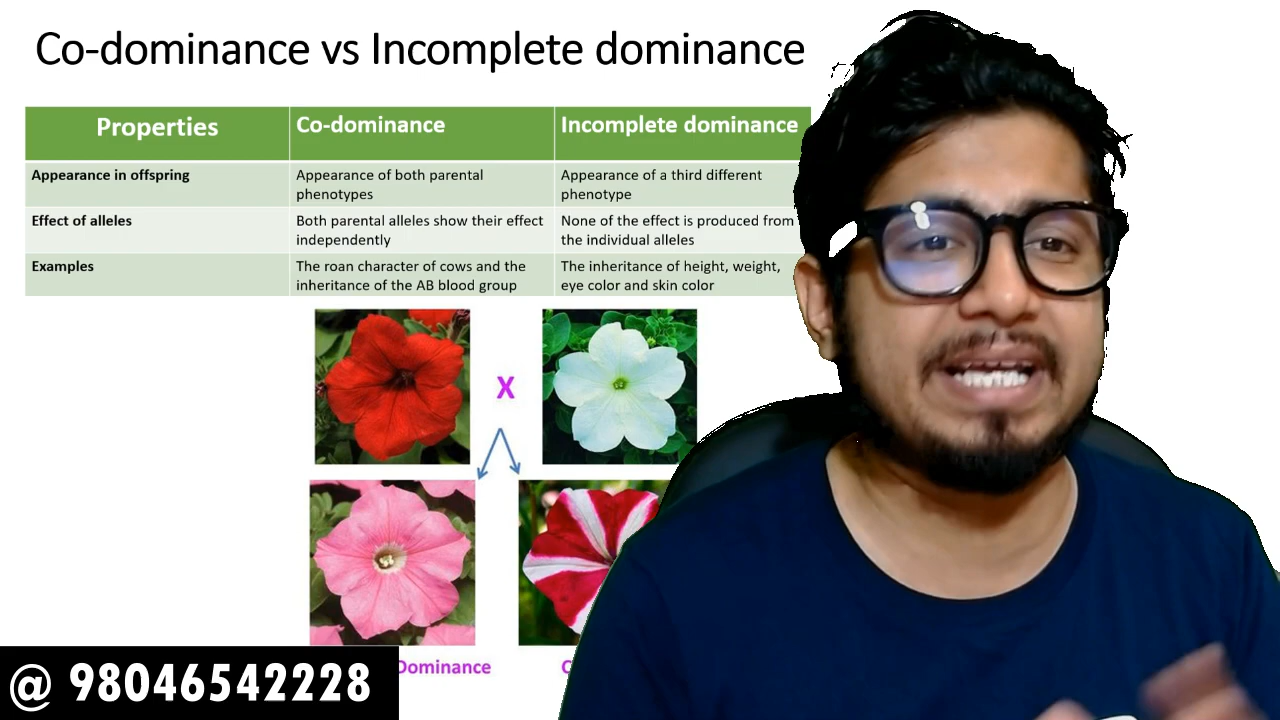 Co-dominance vs Incomplete dominance
Properties
Co-dominance
Incomplete dominance
Appearance in offspring
Appearance of both parental
phenotypes
Appearance of a third different
phenotype
Effect of alleles
Both parental alleles show their effect
independently
None of the effect is produced from
the individual alleles
Examples
The roan character of cows and the
inheritance of the AB blood group
The inheritance of height, weight,
eye color and skin color
X
Dominance
@ 98046542228